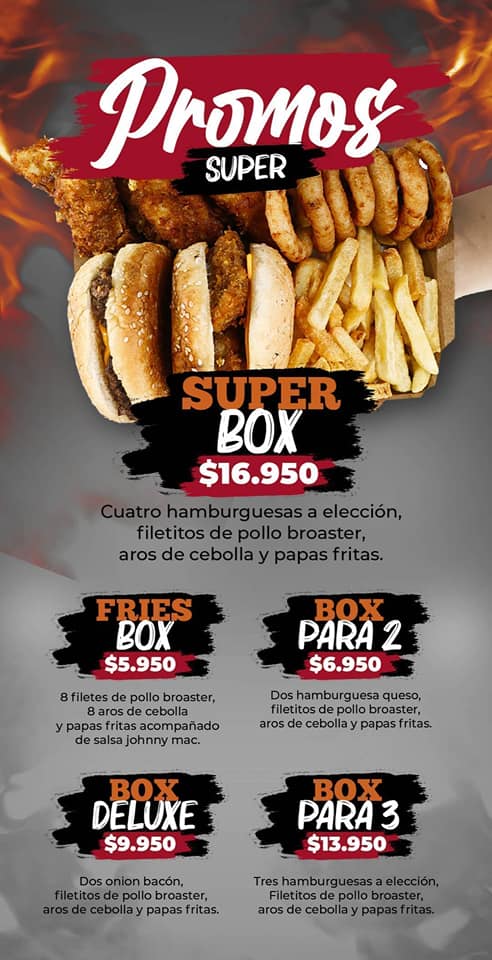 Promos
SUPER
SUPER
BOX
$16.950
Cuatro hamburguesas a elección,
filetitos de pollo broaster,
aros de cebolla y papas fritas.
FRIES
BOX
$5.950
8 filetes de pollo broaster,
8 aros de cebolla
y papas fritas acompañado
de salsa johnny mac.
BOX
PARA 2
$6.950
Dos hamburguesa queso,
filetitos de pollo broaster,
aros de cebolla y papas fritas.
BOX
DELUXE
$9.950
Dos onion bacón,
filetitos de pollo broaster,
aros de cebolla y papas fritas.
BOX
PARA 3
$13.950
Tres hamburguesas a elección,
Filetitos de pollo broaster,
aros de cebolla y papas fritas.